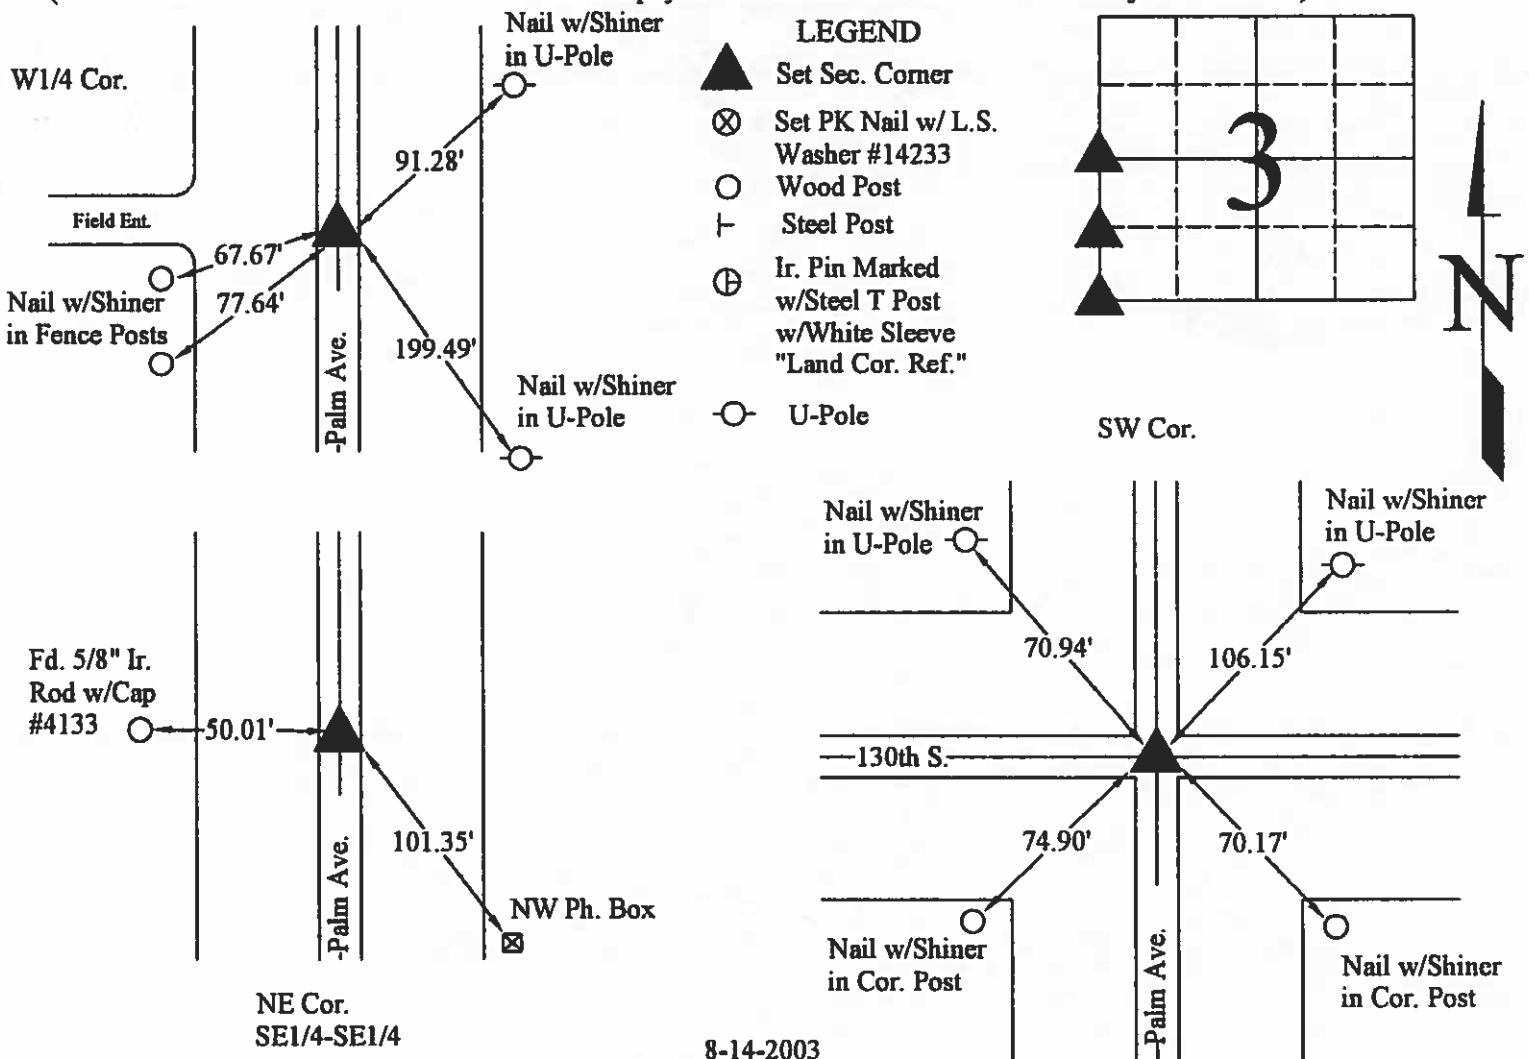 W1/4 Cor.
Nail w/Shiner
in U-Pole
91.28'
Field Ent.
67.67'
77.64'
Nail w/Shiner
in Fence Posts
199.49'
Palm Ave.
Nail w/Shiner
in U-Pole
LEGEND
Set Sec. Corner
Set PK Nail w/ L.S.
Washer #14233
Wood Post
Steel Post
Ir. Pin Marked
w/Steel T Post
w/White Sleeve
"Land Cor. Ref."
U-Pole
3
N
SW Cor.
Nail w/Shiner
in U-Pole
Nail w/Shiner
in U-Pole
70.94'
106.15'
130th S.
74.90'
70.17'
Nail w/Shiner
in Cor. Post
Palm Ave.
Nail w/Shiner
in Cor. Post
Fd. 5/8" Ir.
Rod w/Cap
#4133
50.01'
101.35'
Palm Ave.
NW Ph. Box
NE Cor.
SE1/4-SE1/4
8-14-2003